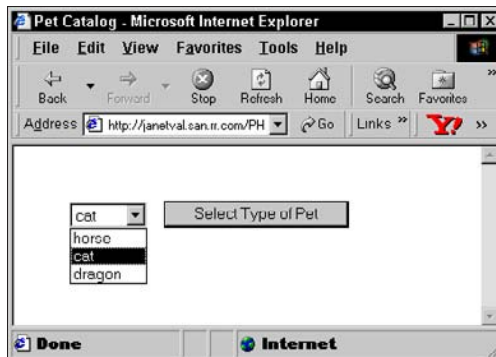 Pet Catalog - Microsoft Internet Explorer
File Edit View Favorites Tools Help
Back Forward Stop Refresh Home Search Favorites »
Address http://janetval.san.rr.com/PH Go Links » Y! »
cat Select Type of Pet
horse
cat
dragon
Done Internet